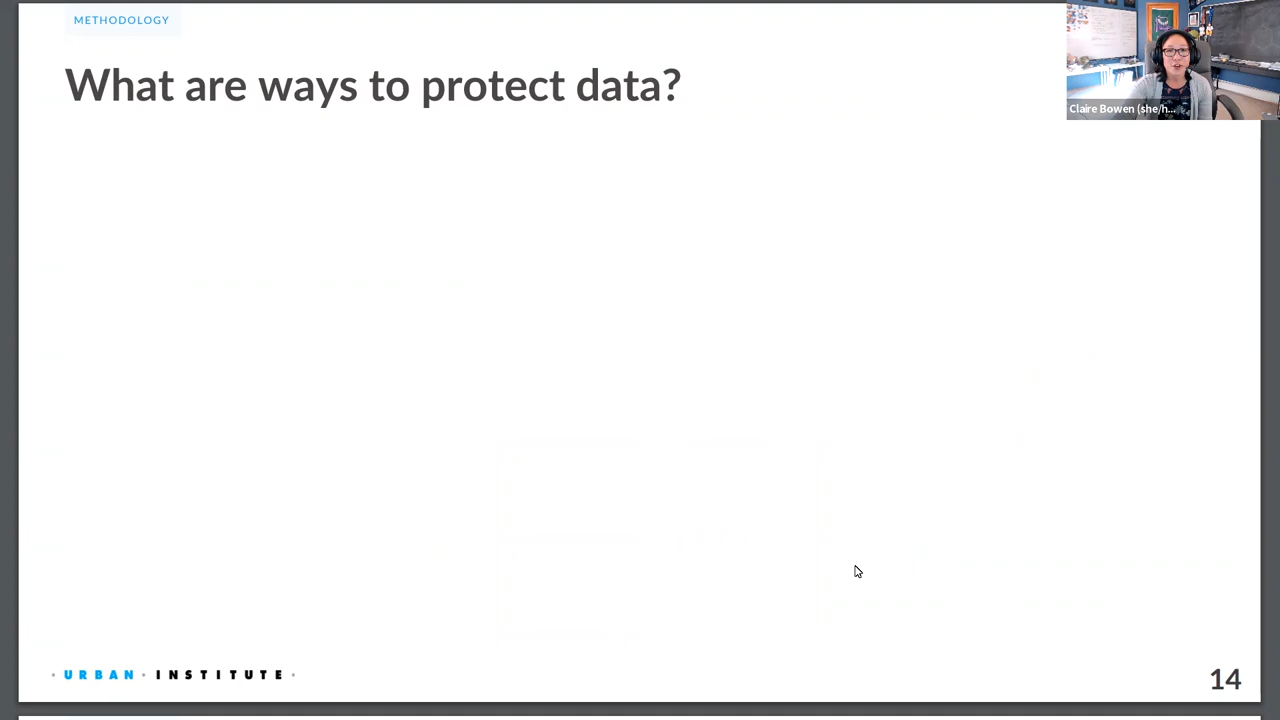 METHODOLOGY
What are ways to protect data?
Claire Bowen (she/h...
· URBAN · INSTITUTE ·
14